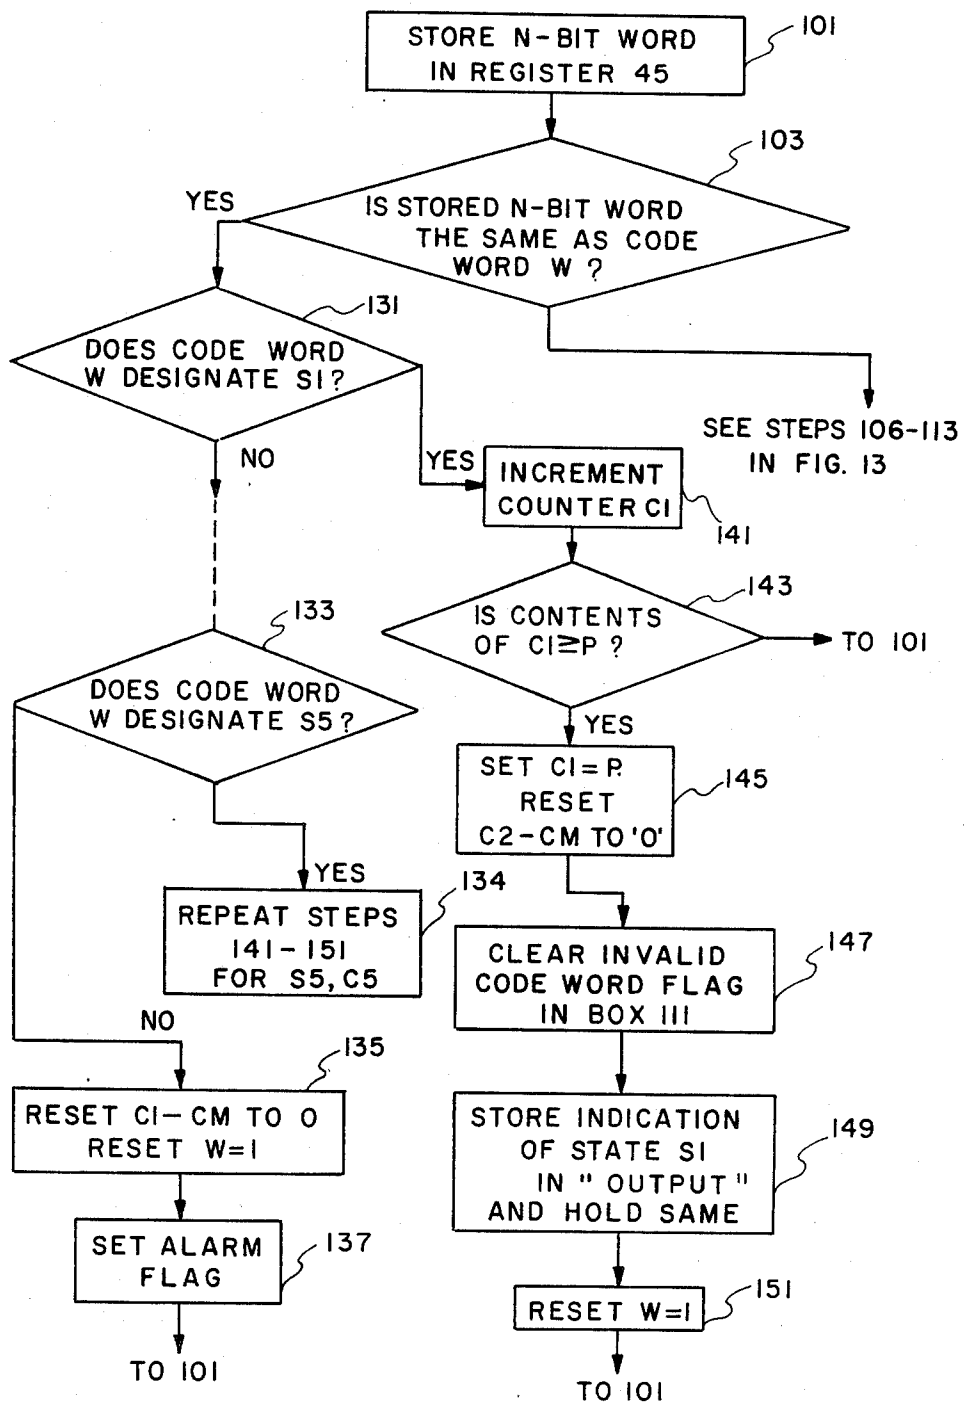 STORE N-BIT WORD
IN REGISTER 45
101
103
IS STORED N-BIT WORD
THE SAME AS CODE
WORD W ?
YES
131
DOES CODE WORD
W DESIGNATE S1?
SEE STEPS 106-113
IN FIG. 13
NO
YES
INCREMENT
COUNTER C1
141
143
IS CONTENTS
OF C1≥P ?
TO 101
133
DOES CODE WORD
W DESIGNATE S5?
YES
SET C1=P.
RESET
C2-CM TO '0'
145
YES
134
REPEAT STEPS
141-151
FOR S5, C5
CLEAR INVALID
CODE WORD FLAG
IN BOX 111
147
NO
135
RESET C1-CM TO 0
RESET W=1
STORE INDICATION
OF STATE S1
IN " OUTPUT "
AND HOLD SAME
149
SET ALARM
FLAG
137
RESET W=1
151
TO 101
TO 101